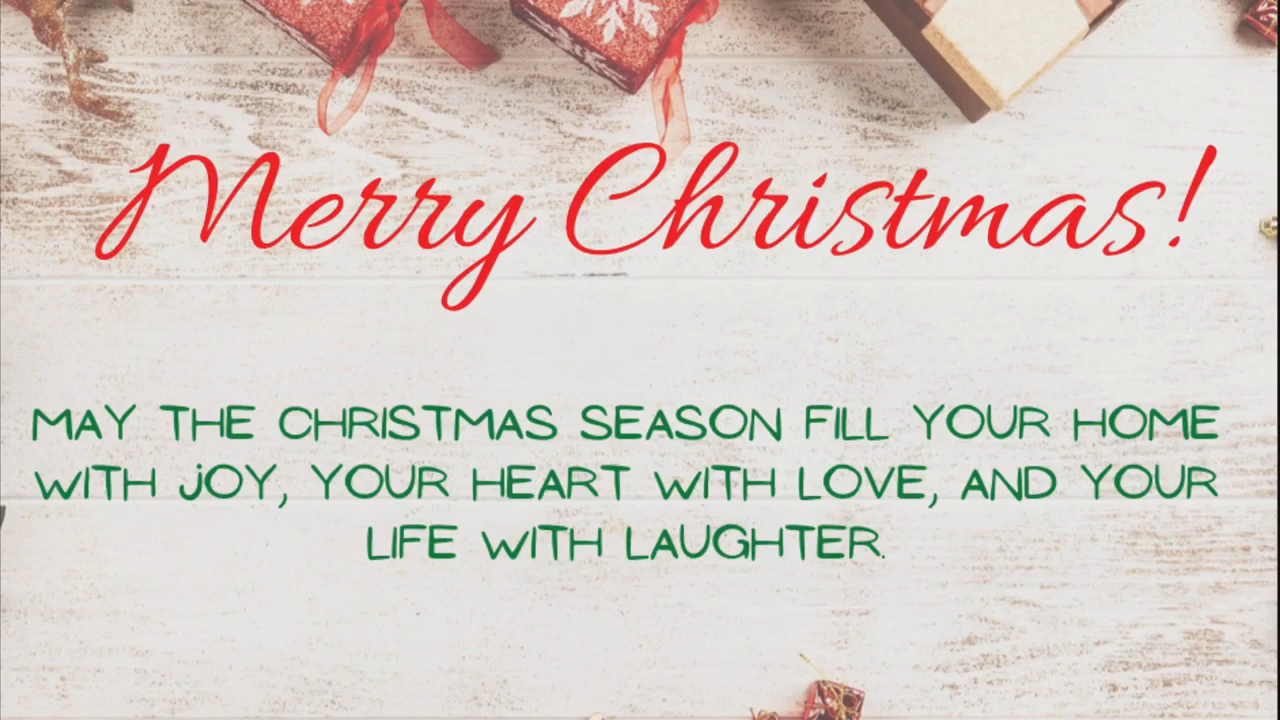 Merry Christmas!
MAY THE CHRISTMAS SEASON FILL YOUR HOME
WITH JOY, YOUR HEART WITH LOVE, AND YOUR
LIFE WITH LAUGHTER.